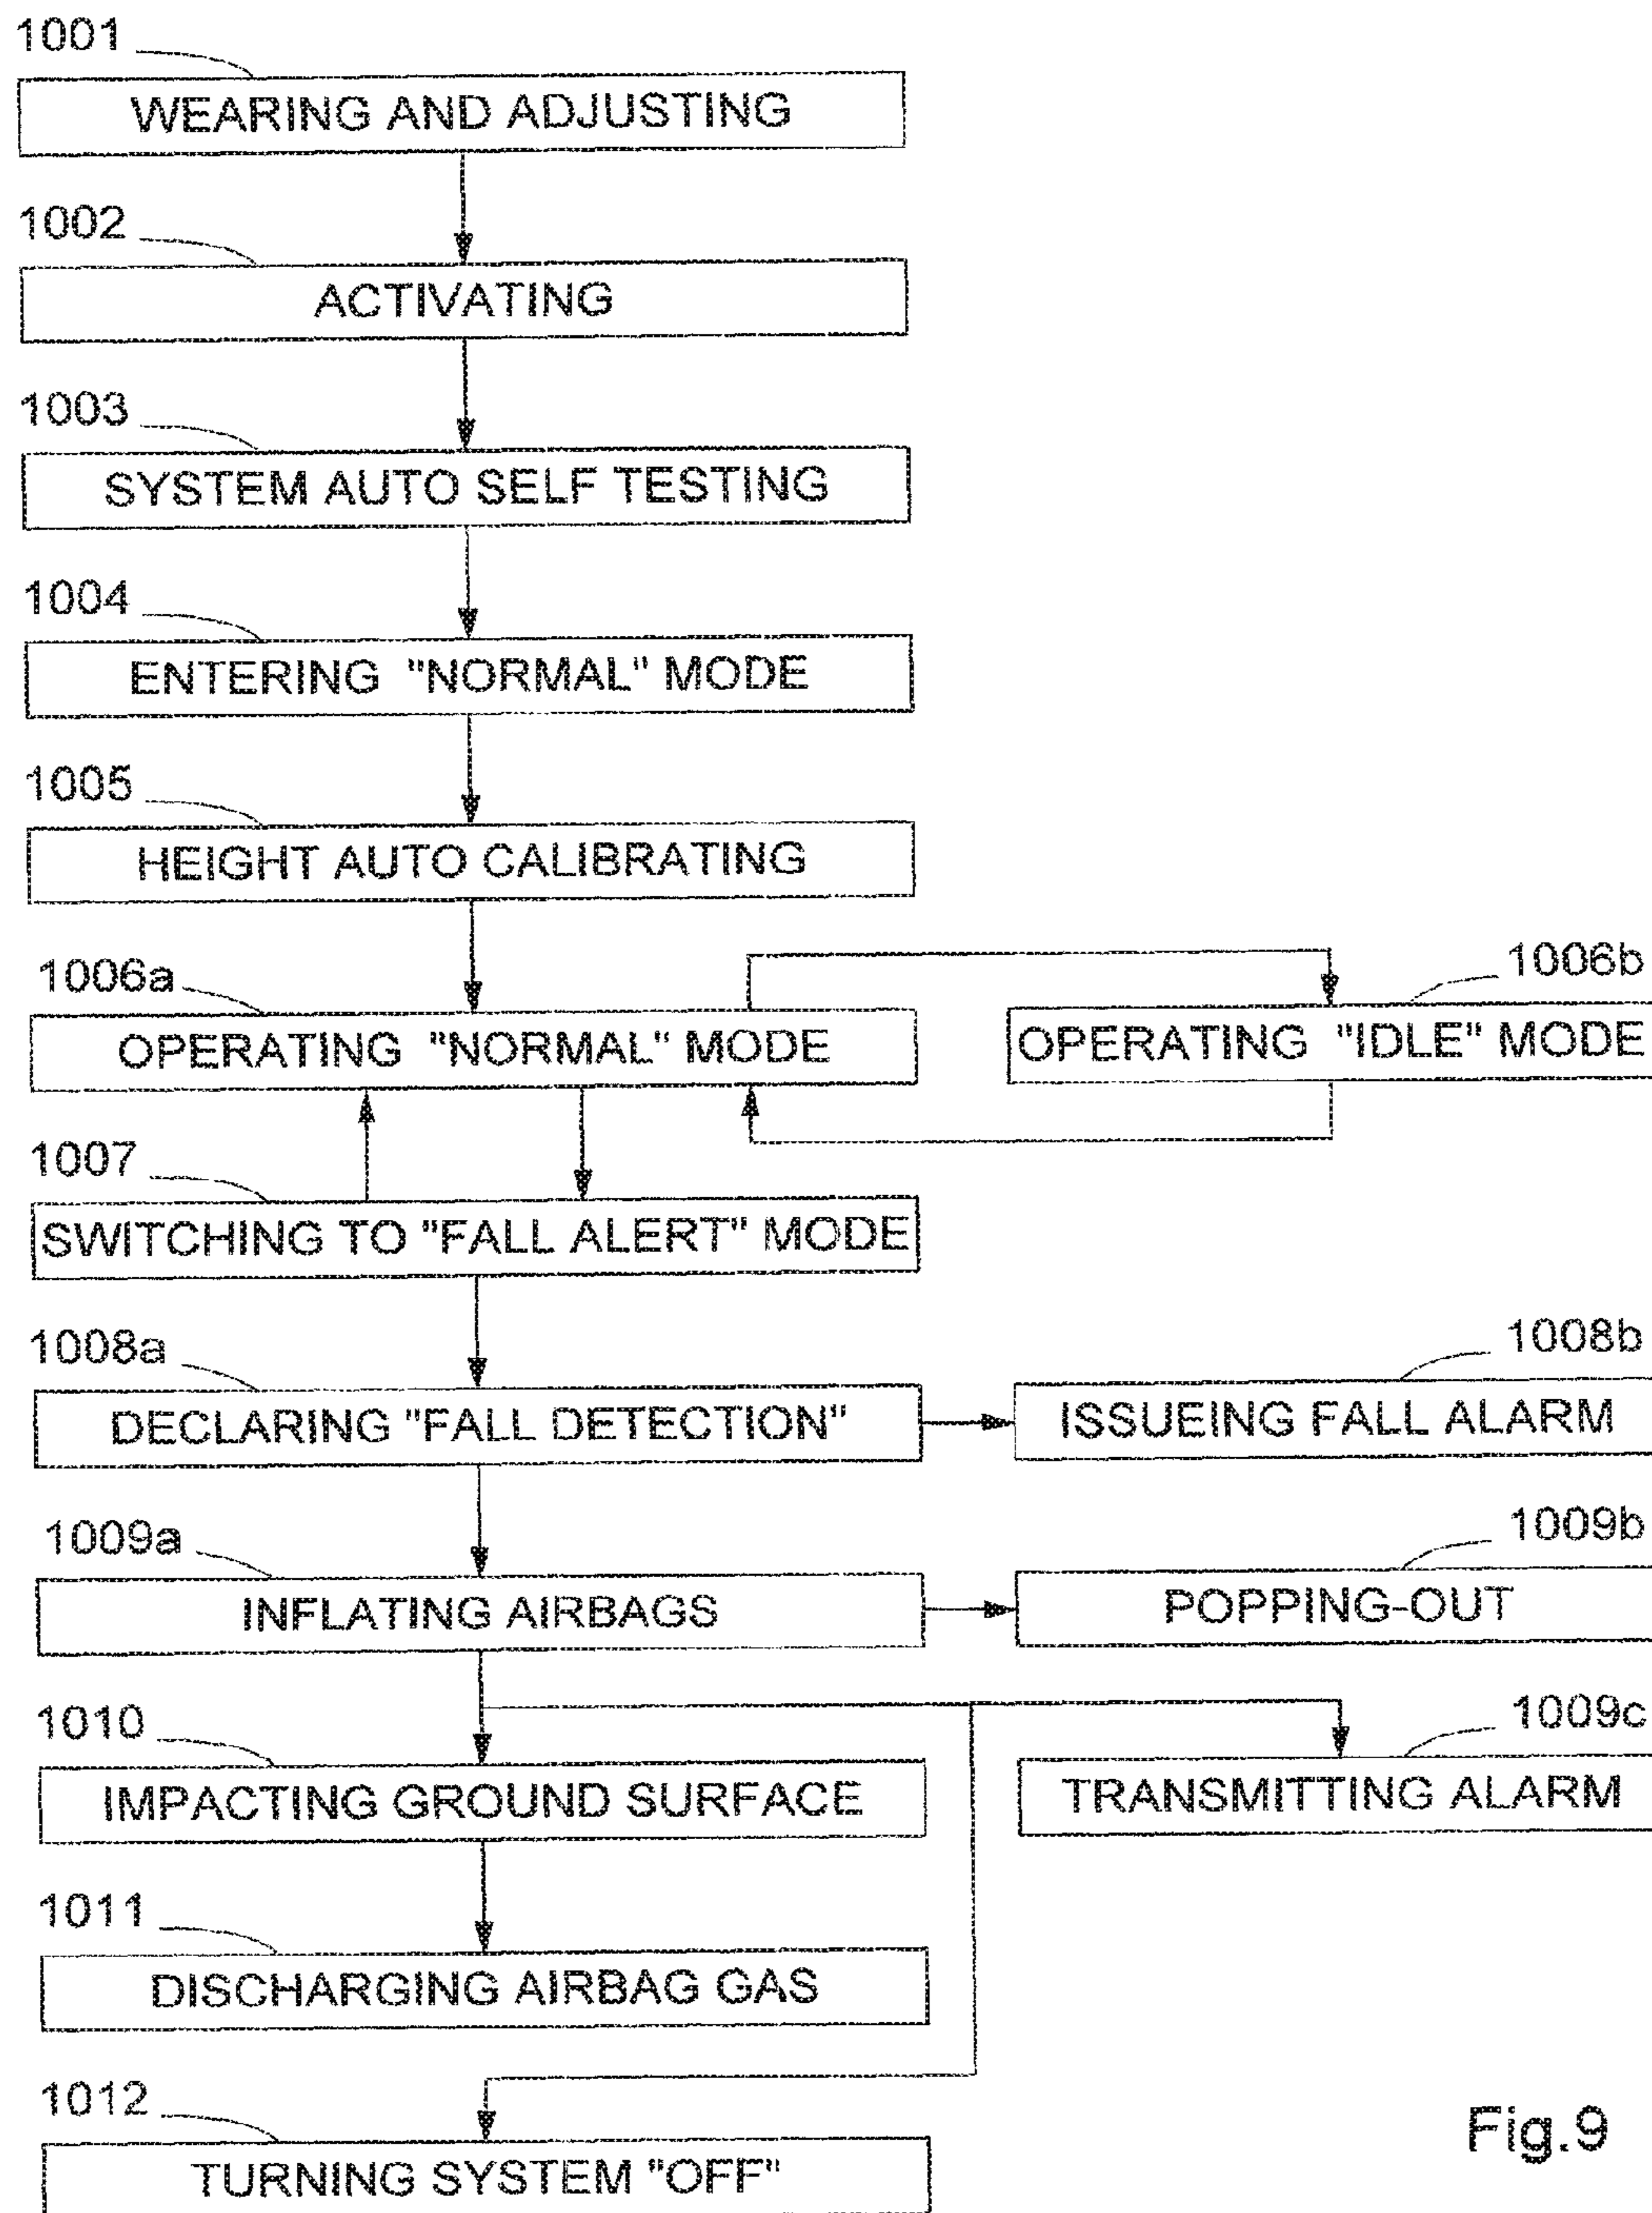 1001
WEARING AND ADJUSTING
1002
ACTIVATING
1003
SYSTEM AUTO SELF TESTING
1004
ENTERING "NORMAL" MODE
1005
HEIGHT AUTO CALIBRATING
1006a
1006b
OPERATING "NORMAL" MODE
OPERATING "IDLE" MODE
1007
SWITCHING TO "FALL ALERT" MODE
1008a
1008b
DECLARING "FALL DETECTION"
ISSUEING FALL ALARM
1009a
1009b
INFLATING AIRBAGS
POPPING-OUT
1010
1009c
IMPACTING GROUND SURFACE
TRANSMITTING ALARM
1011
DISCHARGING AIRBAG GAS
1012
TURNING SYSTEM "OFF"
Fig.9